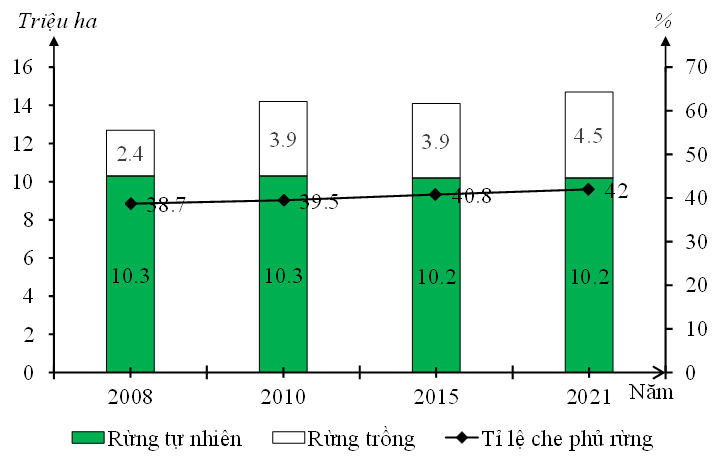 Triệu ha %
16 70
14 60
12 50
10 40
8 30
6 20
4 10
2 0
0
2.4 3.9 3.9 4.5
38.7 39.5 40.8 42
10.3 10.3 10.2 10.2
2008 2010 2015 2021 Năm
Rừng tự nhiên Rừng trồng Tỉ lệ che phủ rừng